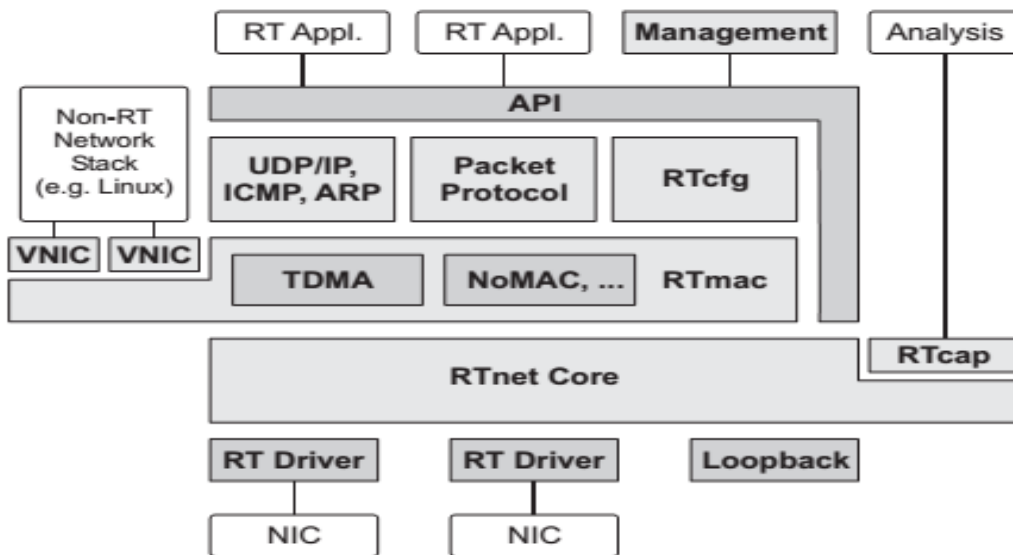 RT Appl.
RT Appl.
Management
Analysis
API
Non-RT
Network
Stack
(e.g. Linux)
UDP/IP,
ICMP, ARP
Packet
Protocol
RTcfg
VNIC
VNIC
TDMA
NoMAC, ...
RTmac
RTcap
RTnet Core
RT Driver
RT Driver
Loopback
NIC
NIC